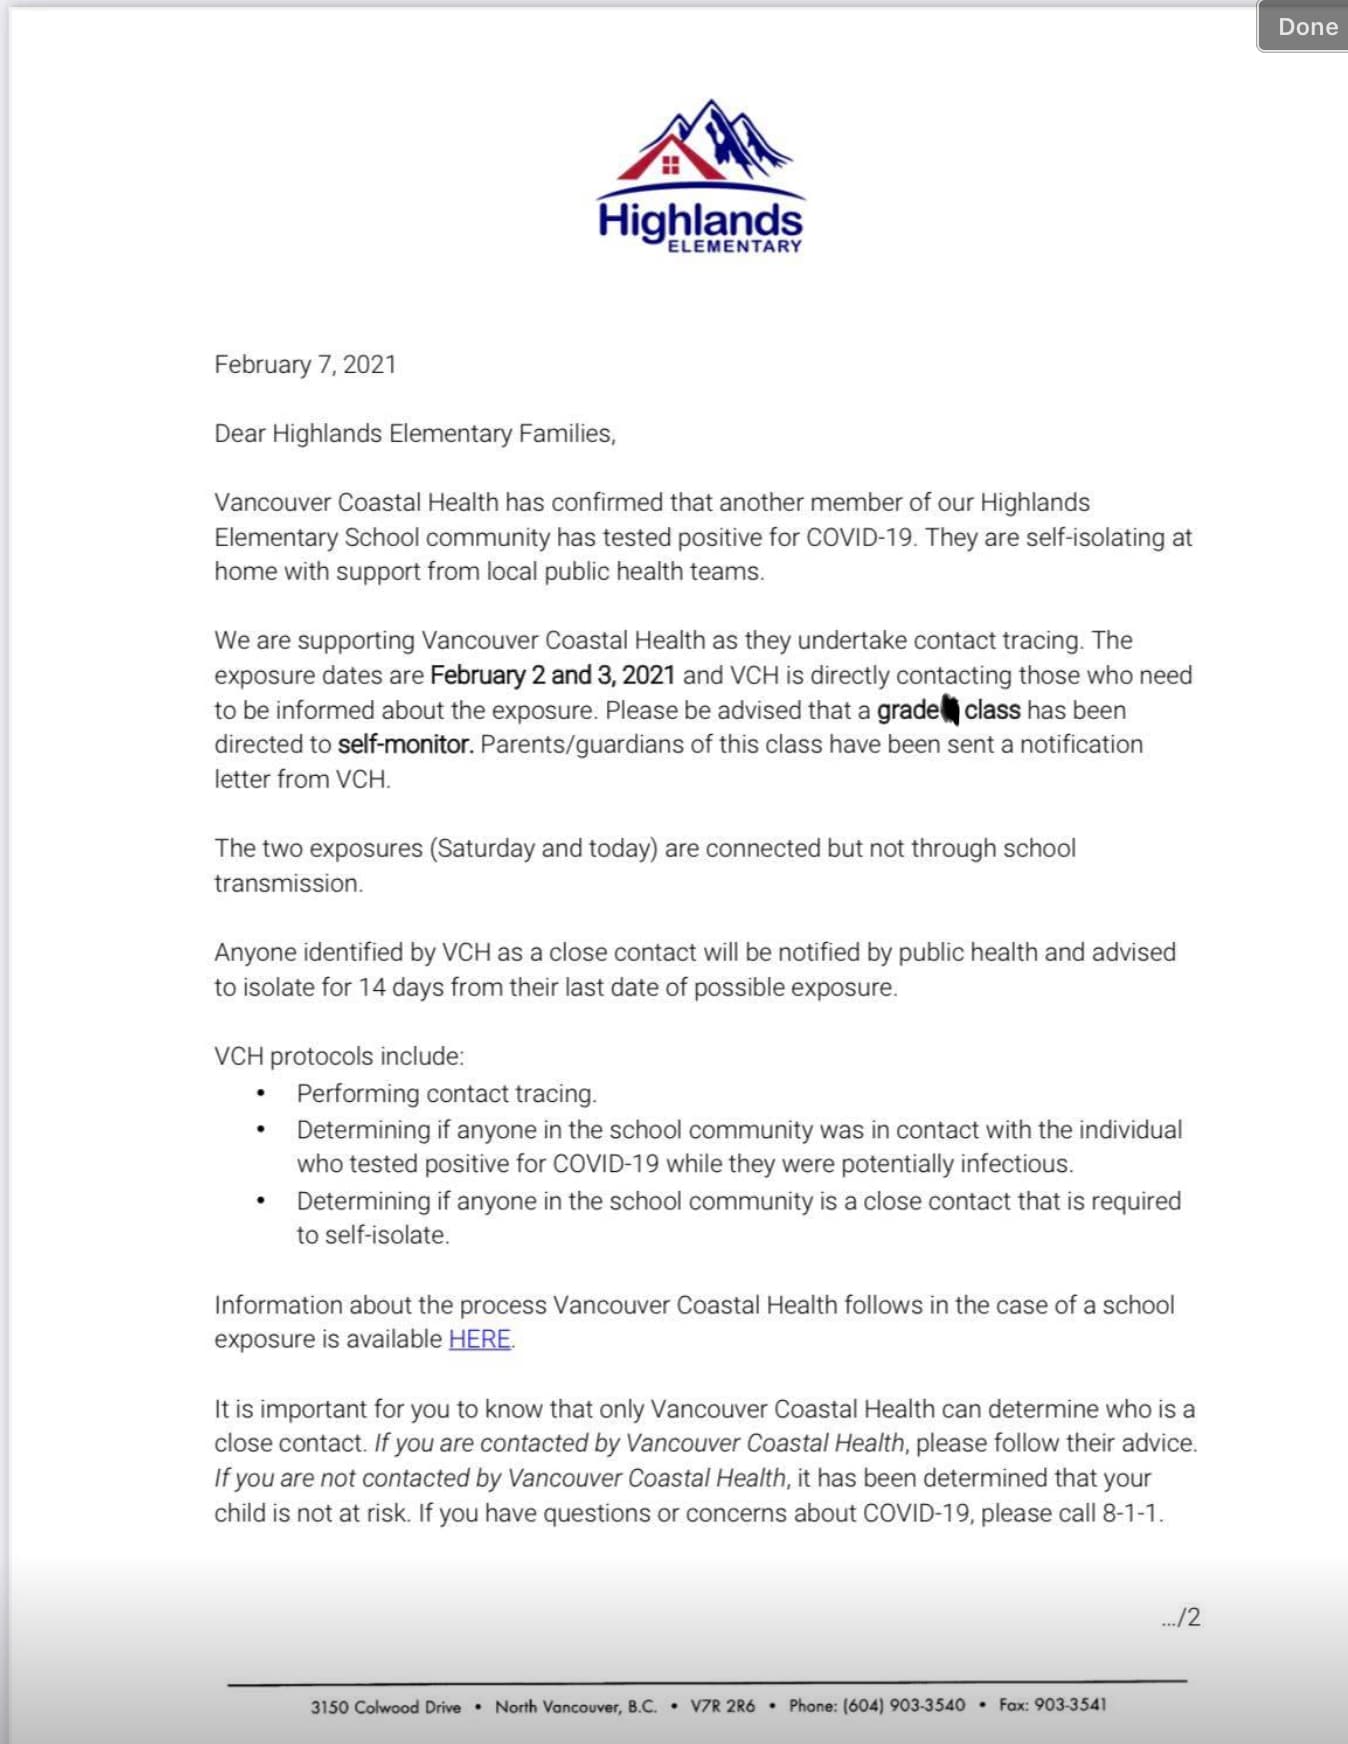 Done
Highlands
ELEMENTARY
February 7, 2021
Dear Highlands Elementary Families,
Vancouver Coastal Health has confirmed that another member of our Highlands
Elementary School community has tested positive for COVID-19. They are self-isolating at
home with support from local public health teams.
We are supporting Vancouver Coastal Health as they undertake contact tracing. The
exposure dates are February 2 and 3, 2021 and VCH is directly contacting those who need
to be informed about the exposure. Please be advised that a grade class has been
directed to self-monitor. Parents/guardians of this class have been sent a notification
letter from VCH.
The two exposures (Saturday and today) are connected but not through school
transmission.
Anyone identified by VCH as a close contact will be notified by public health and advised
to isolate for 14 days from their last date of possible exposure.
VCH protocols include:
• Performing contact tracing.
• Determining if anyone in the school community was in contact with the individual
who tested positive for COVID-19 while they were potentially infectious.
• Determining if anyone in the school community is a close contact that is required
to self-isolate.
Information about the process Vancouver Coastal Health follows in the case of a school
exposure is available HERE.
It is important for you to know that only Vancouver Coastal Health can determine who is a
close contact. If you are contacted by Vancouver Coastal Health, please follow their advice.
If you are not contacted by Vancouver Coastal Health, it has been determined that your
child is not at risk. If you have questions or concerns about COVID-19, please call 8-1-1.
.../2
3150 Colwood Drive • North Vancouver, B.C. • V7R 2R6 • Phone: (604) 903-3540 • Fax: 903-3541